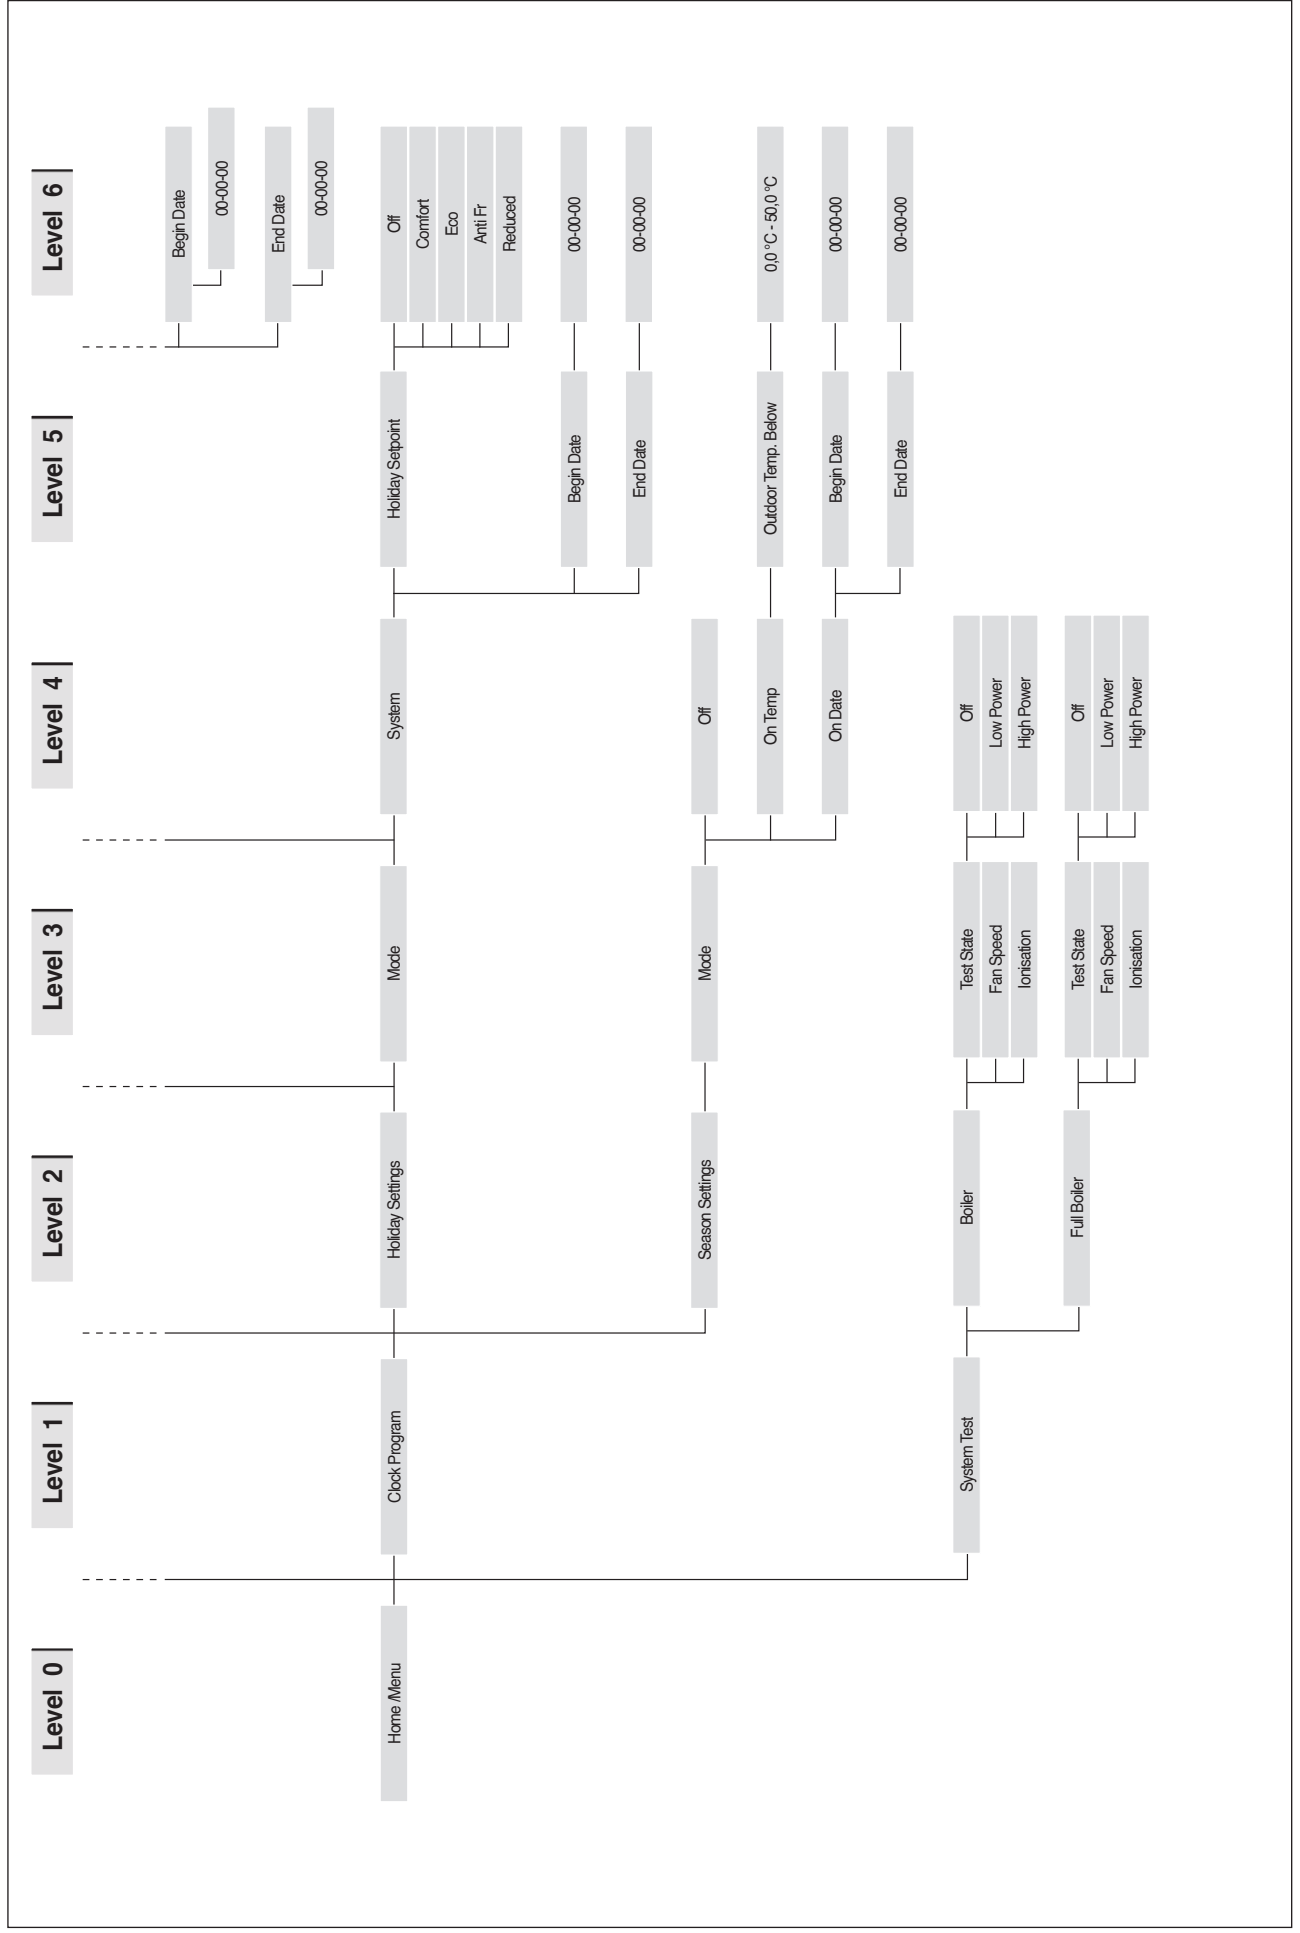 Level 0
Level 1
Level 2
Level 3
Level 4
Level 5
Level 6
Begin Date
00-00-00
End Date
00-00-00
Home /Menu
Clock Program
Holiday Settings
Mode
System
Holiday Setpoint
Off
Comfort
Eco
Anti Fr
Reduced
Begin Date
00-00-00
End Date
00-00-00
Season Settings
Mode
Off
On Temp
Outdoor Temp. Below
0,0 °C - 50,0 °C
On Date
Begin Date
00-00-00
End Date
00-00-00
System Test
Boiler
Test State
Off
Fan Speed
Low Power
Ionisation
High Power
Full Boiler
Test State
Off
Fan Speed
Low Power
Ionisation
High Power